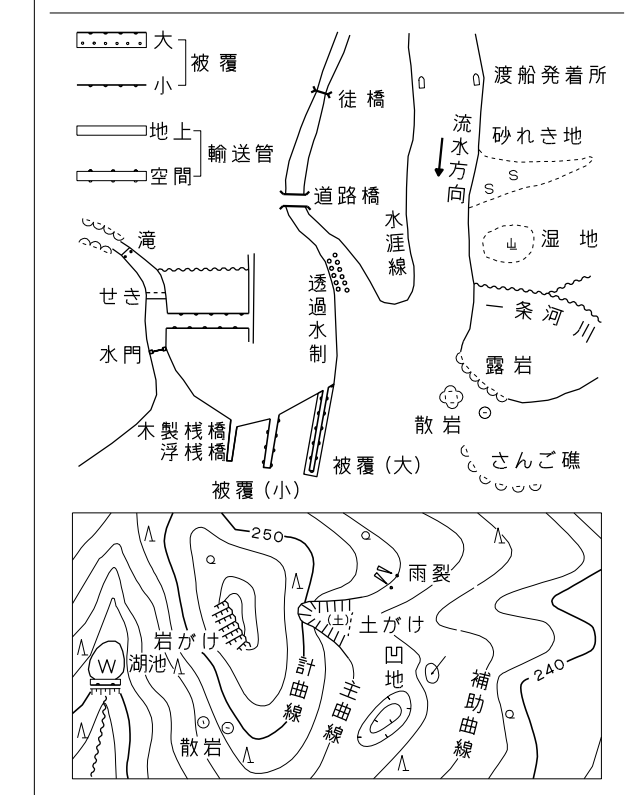 大
小
被覆
地上
空間
輸送管
徒橋
道路橋
水涯線
流水方向
渡船発着所
砂れき地
S S
山
湿地
一条河川
露岩
散岩
さんご礁
滝
せき
水門
透過水制
木製桟橋
浮桟橋
被覆(小)
被覆(大)
250
雨裂
(土)
土がけ
岩がけ
W
湖池
計曲線
主曲線
凹地
補助曲線
240
散岩